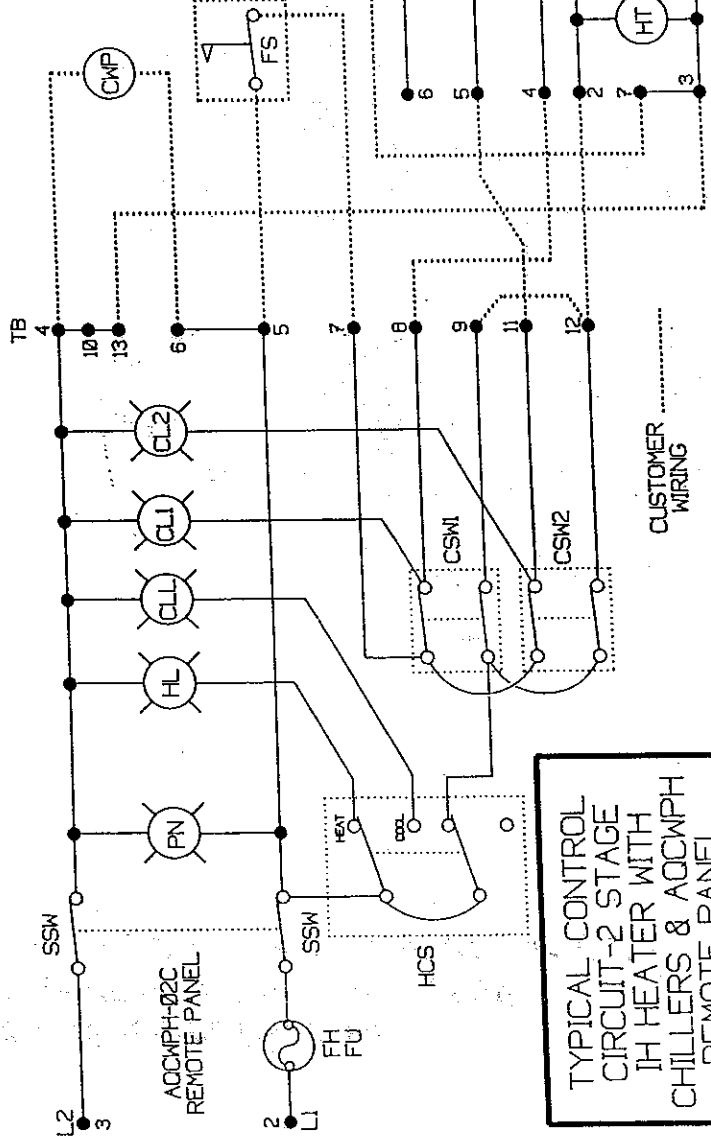 L2
3
SSW
AQCWPH-02C
REMOTE PANEL
2
L1
FH
FU
SSW
PN
HL
CLL
CL1
CL2
HEAT
COOL
HCS
CSW1
CSW2
TB
4
10
13
6
5
7
8
9
11
12
CWP
FS
6
5
4
2
7
3
HT
CUSTOMER
WIRING
TYPICAL CONTROL
CIRCUIT-2 STAGE
IH HEATER WITH
CHILLERS & AQCWPH
REMOTE PANEL